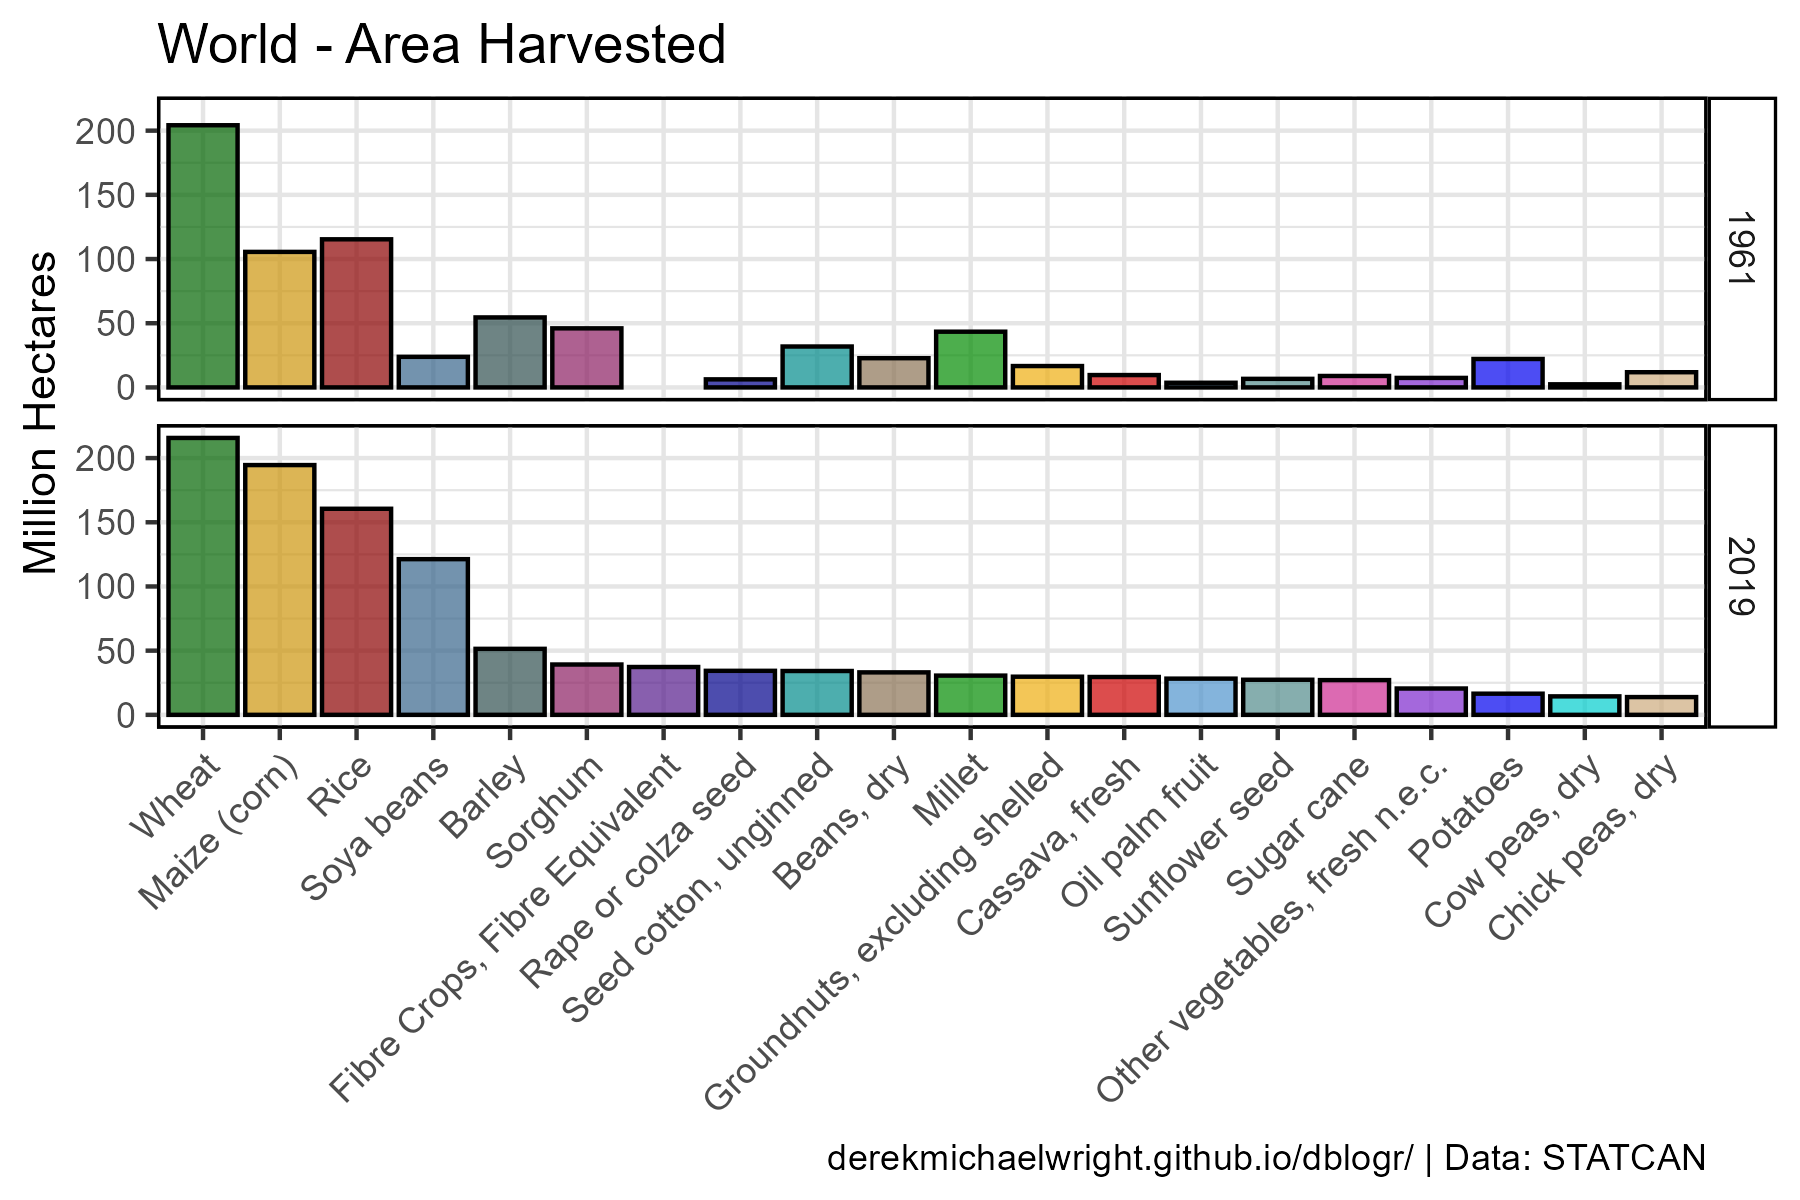 World - Area Harvested
Million Hectares
200
150
100
50
0
1961
200
150
100
50
0
2019
Wheat
Maize (corn)
Rice
Soya beans
Barley
Sorghum
Fibre Crops, Fibre Equivalent
Rape or colza seed
Seed cotton, unginned
Beans, dry
Millet
Groundnuts, excluding shelled
Cassava, fresh
Oil palm fruit
Sunflower seed
Sugar cane
Other vegetables, fresh n.e.c.
Potatoes
Cow peas, dry
Chick peas, dry
derekmichaelwright.github.io/dblogr/ | Data: STATCAN